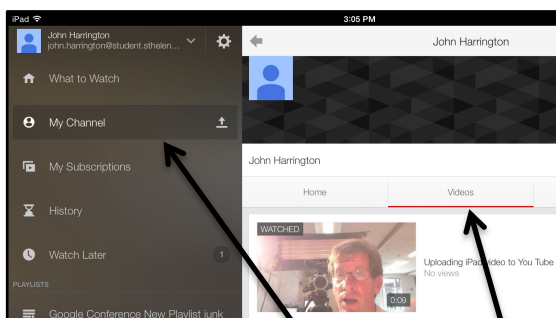 iPad
3:05 PM
John Harrington
john.harrington@student.sthelen...
What to Watch
My Channel
My Subscriptions
History
Watch Later
1
PLAYLISTS
Google Conference New Playlist junk
John Harrington
John Harrington
Home
Videos
WATCHED
0:09
Uploading iPad video to You Tube
No views